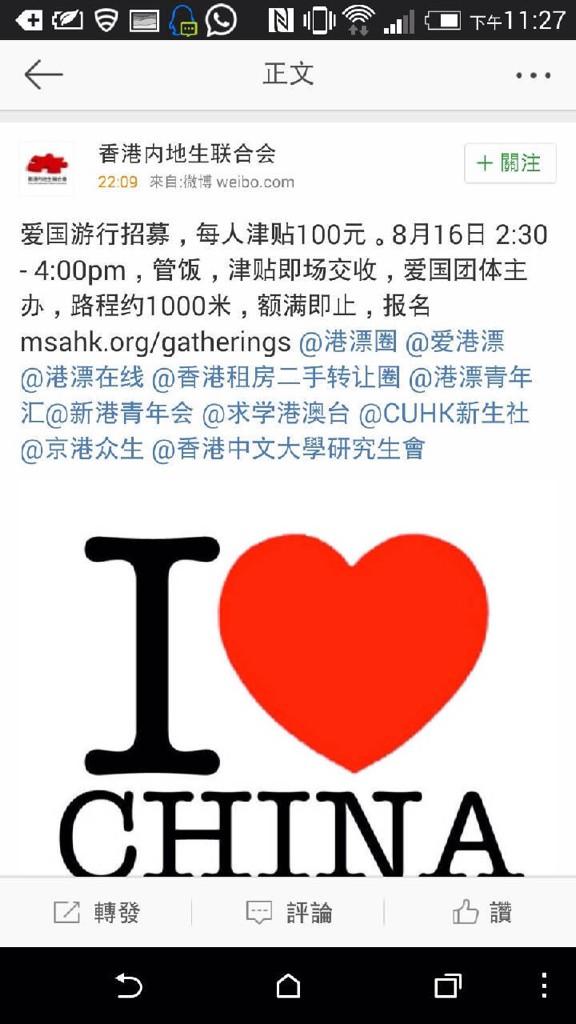 下午11:27
正文
香港内地生联合会
22:09 來自:微博 weibo.com
+ 關注
爱国游行招募，每人津贴100元。8月16日 2:30
- 4:00pm，管饭，津贴即场交收，爱国团体主
办，路程约1000米，额满即止，报名
msahk.org/gatherings @港漂圈 @爱港漂
@港漂在线 @香港租房二手转让圈 @港漂青年
汇@新港青年会 @求学港澳台 @CUHK新生社
@京港众生 @香港中文大學研究生會
I
CHINA
轉發
評論
讚